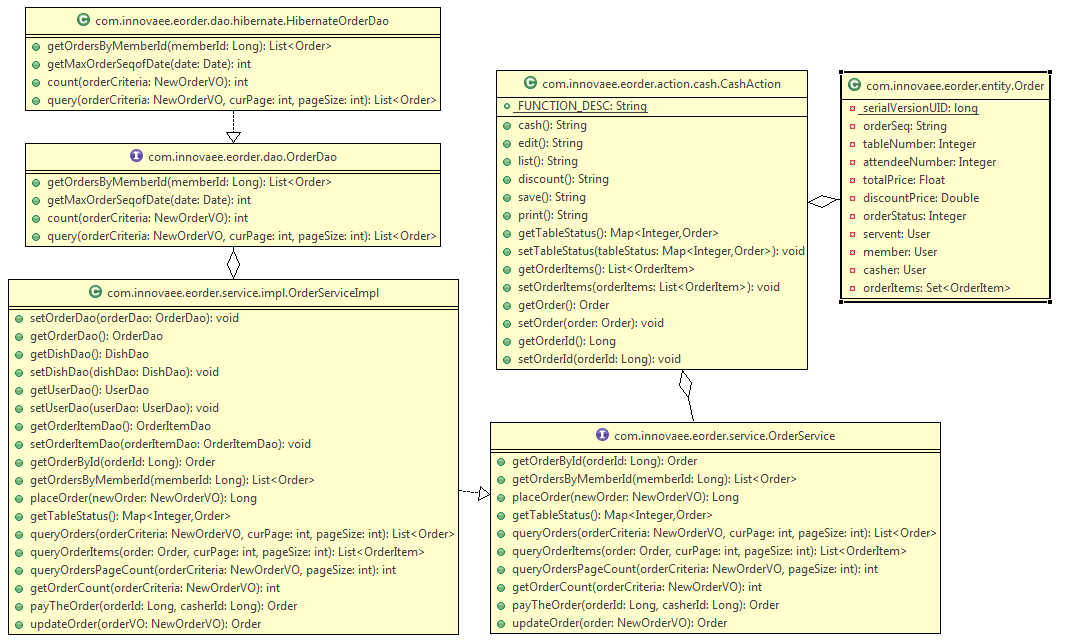 com.innovaee.eorder.dao.hibernate.HibernateOrderDao
getOrdersByMemberId(memberId: Long): List<Order>
getMaxOrderSeqofDate(date: Date): int
count(orderCriteria: NewOrderVO): int
query(orderCriteria: NewOrderVO, curPage: int, pageSize: int): List<Order>
com.innovaee.eorder.dao.OrderDao
getOrdersByMemberId(memberId: Long): List<Order>
getMaxOrderSeqofDate(date: Date): int
count(orderCriteria: NewOrderVO): int
query(orderCriteria: NewOrderVO, curPage: int, pageSize: int): List<Order>
com.innovaee.eorder.service.impl.OrderServiceImpl
setOrderDao(orderDao: OrderDao): void
getOrderDao(): OrderDao
getDishDao(): DishDao
setDishDao(dishDao: DishDao): void
getUserDao(): UserDao
setUserDao(userDao: UserDao): void
getOrderItemDao(): OrderItemDao
setOrderItemDao(orderItemDao: OrderItemDao): void
getOrderById(orderId: Long): Order
getOrdersByMemberId(memberId: Long): List<Order>
placeOrder(newOrder: NewOrderVO): Long
getTableStatus(): Map<Integer,Order>
queryOrders(orderCriteria: NewOrderVO, curPage: int, pageSize: int): List<Order>
queryOrderItems(order: Order, curPage: int, pageSize: int): List<OrderItem>
queryOrdersPageCount(orderCriteria: NewOrderVO, pageSize: int): int
getOrderCount(orderCriteria: NewOrderVO): int
payTheOrder(orderId: Long, casherId: Long): Order
updateOrder(orderVO: NewOrderVO): Order
com.innovaee.eorder.action.cash.CashAction
FUNCTION_DESC: String
cash(): String
edit(): String
list(): String
discount(): String
save(): String
print(): String
getTableStatus(): Map<Integer,Order>
setTableStatus(tableStatus: Map<Integer,Order>): void
getOrderItems(): List<OrderItem>
setOrderItems(orderItems: List<OrderItem>): void
getOrder(): Order
setOrder(order: Order): void
getOrderId(): Long
setOrderId(orderId: Long): void
com.innovaee.eorder.entity.Order
serialVersionUID: long
orderSeq: String
tableNumber: Integer
attendeeNumber: Integer
totalPrice: Float
discountPrice: Double
orderStatus: Integer
servent: User
member: User
casher: User
orderItems: Set<OrderItem>
com.innovaee.eorder.service.OrderService
getOrderById(orderId: Long): Order
getOrdersByMemberId(memberId: Long): List<Order>
placeOrder(newOrder: NewOrderVO): Long
getTableStatus(): Map<Integer,Order>
queryOrders(orderCriteria: NewOrderVO, curPage: int, pageSize: int): List<Order>
queryOrderItems(order: Order, curPage: int, pageSize: int): List<OrderItem>
queryOrdersPageCount(orderCriteria: NewOrderVO, pageSize: int): int
getOrderCount(orderCriteria: NewOrderVO): int
payTheOrder(orderId: Long, casherId: Long): Order
updateOrder(order: NewOrderVO): Order